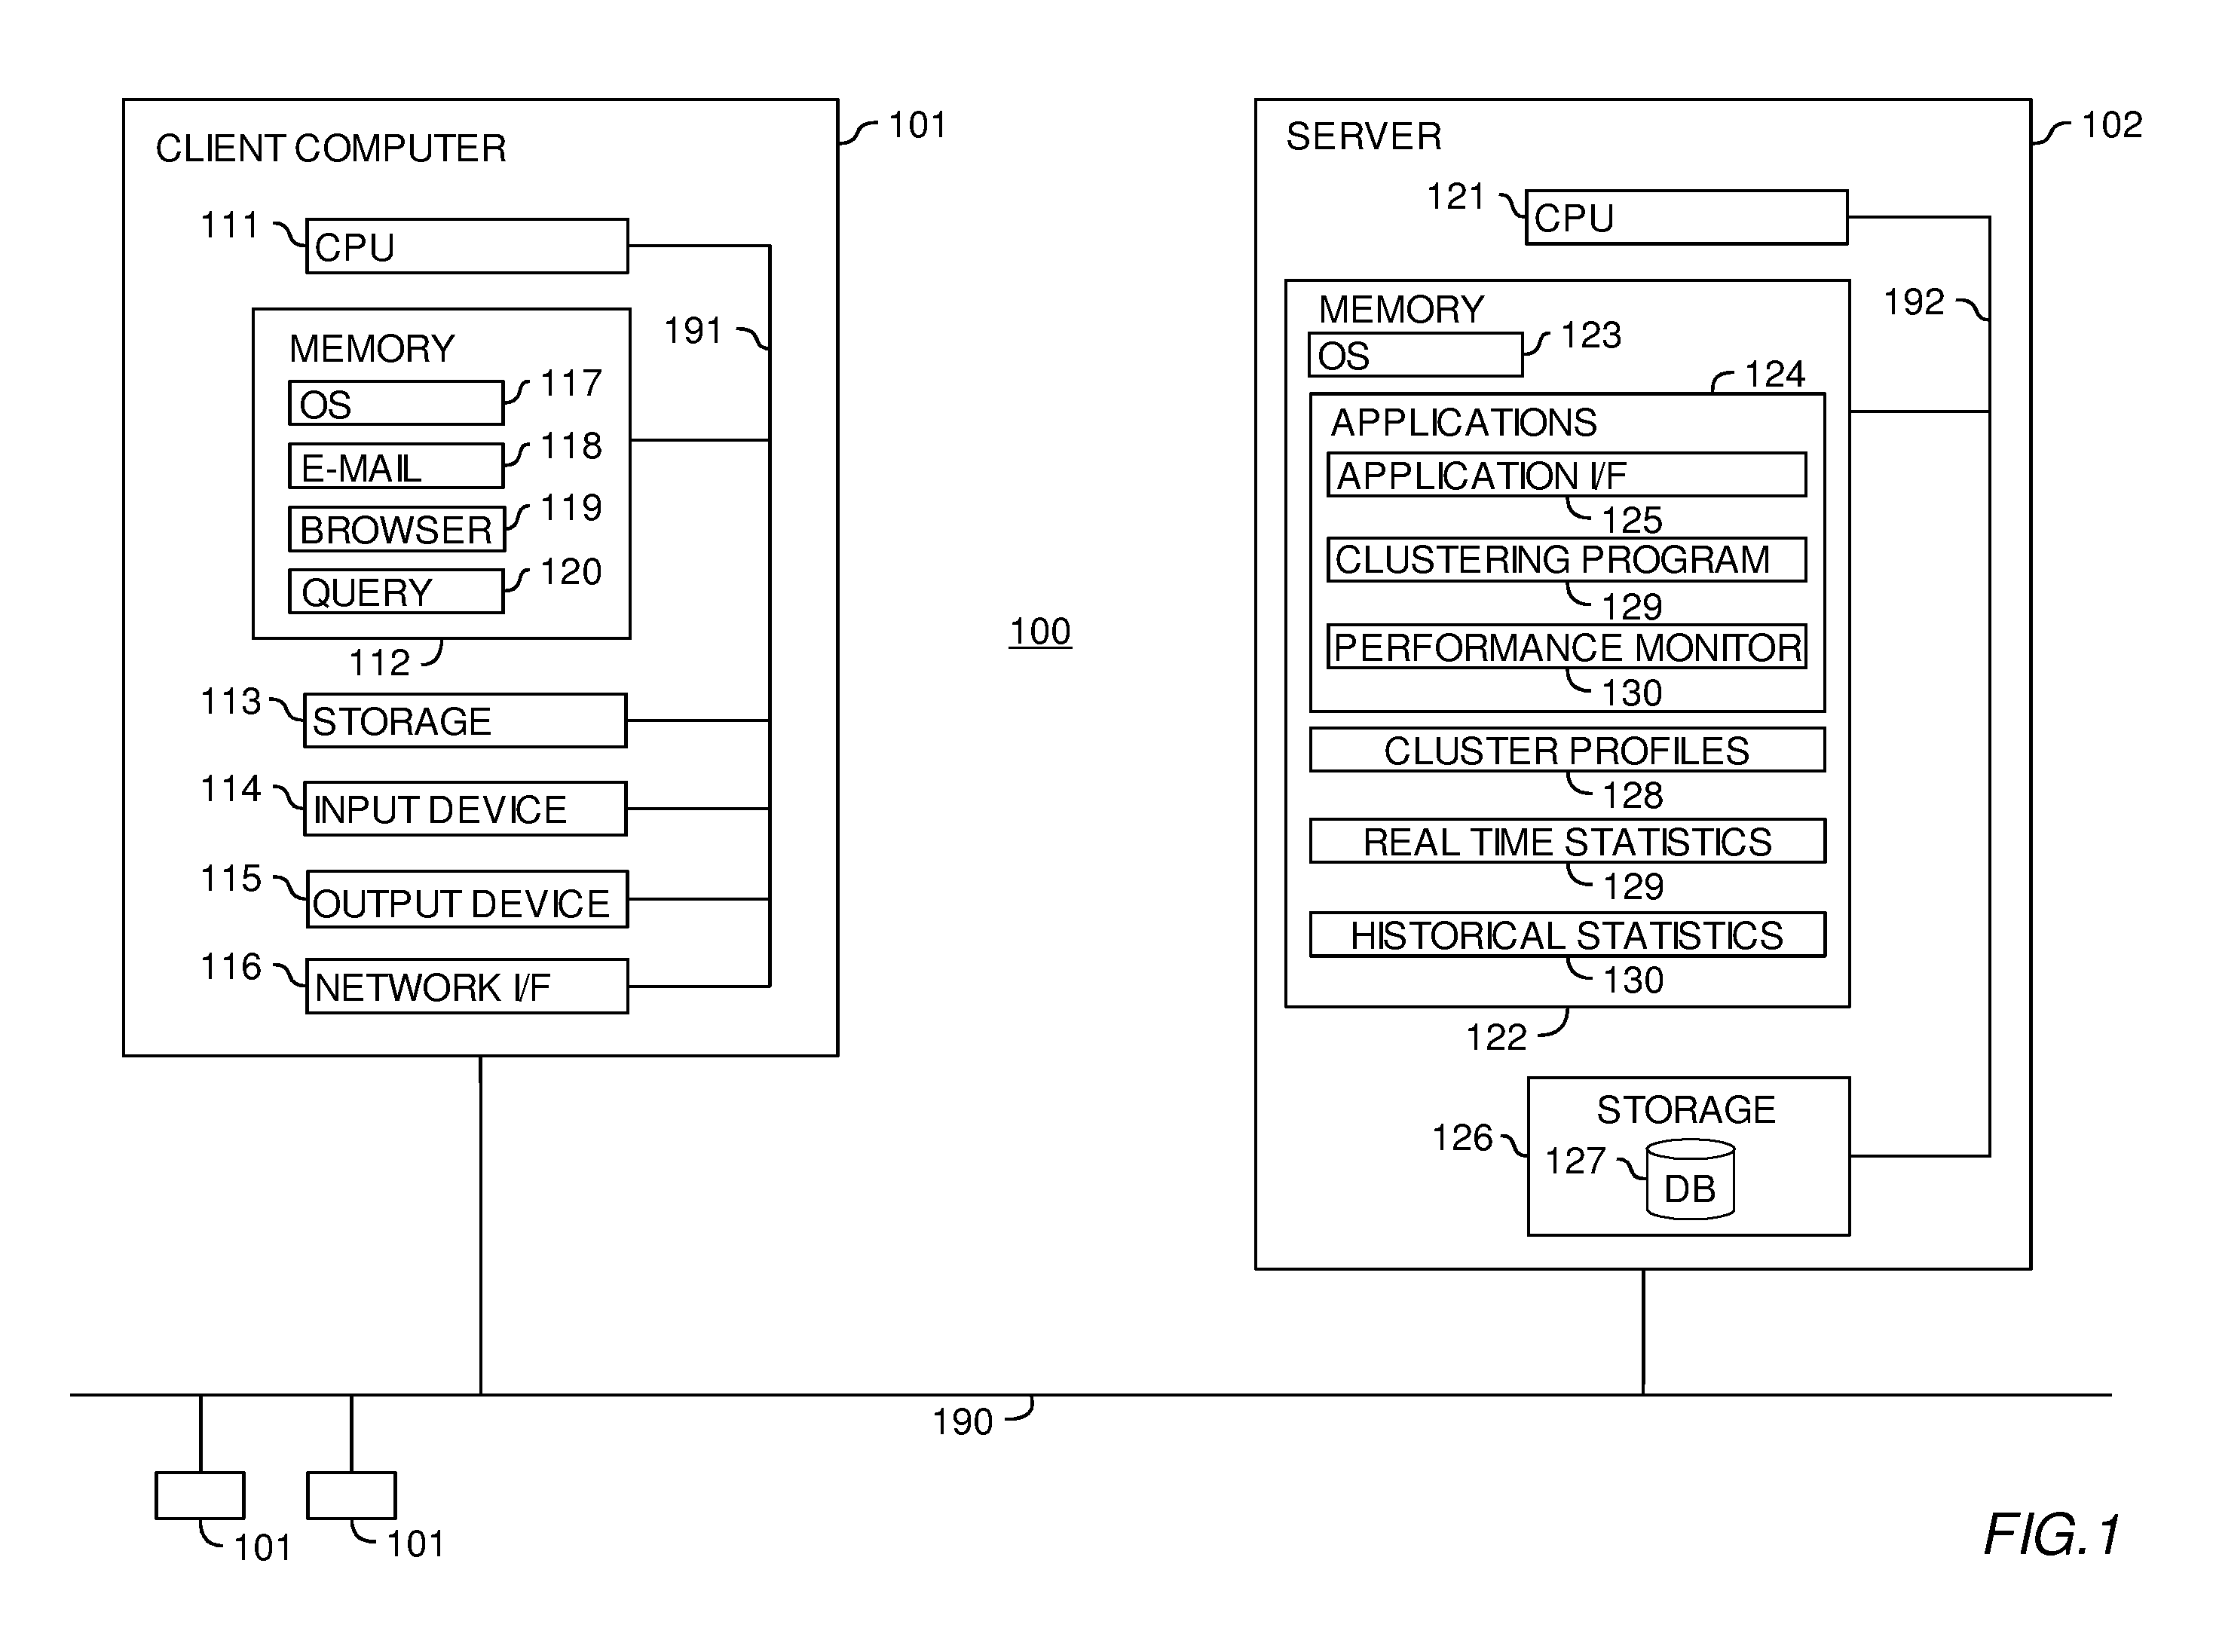 CLIENT COMPUTER
101
111
CPU
191
MEMORY
OS
117
E-MAIL
118
BROWSER
119
QUERY
120
112
113
STORAGE
114
INPUT DEVICE
115
OUTPUT DEVICE
116
NETWORK I/F
100
SERVER
102
121
CPU
192
MEMORY
OS
123
124
APPLICATIONS
APPLICATION I/F
125
CLUSTERING PROGRAM
129
PERFORMANCE MONITOR
130
CLUSTER PROFILES
128
REAL TIME STATISTICS
129
HISTORICAL STATISTICS
130
122
STORAGE
126
127
DB
190
101
101
FIG.1